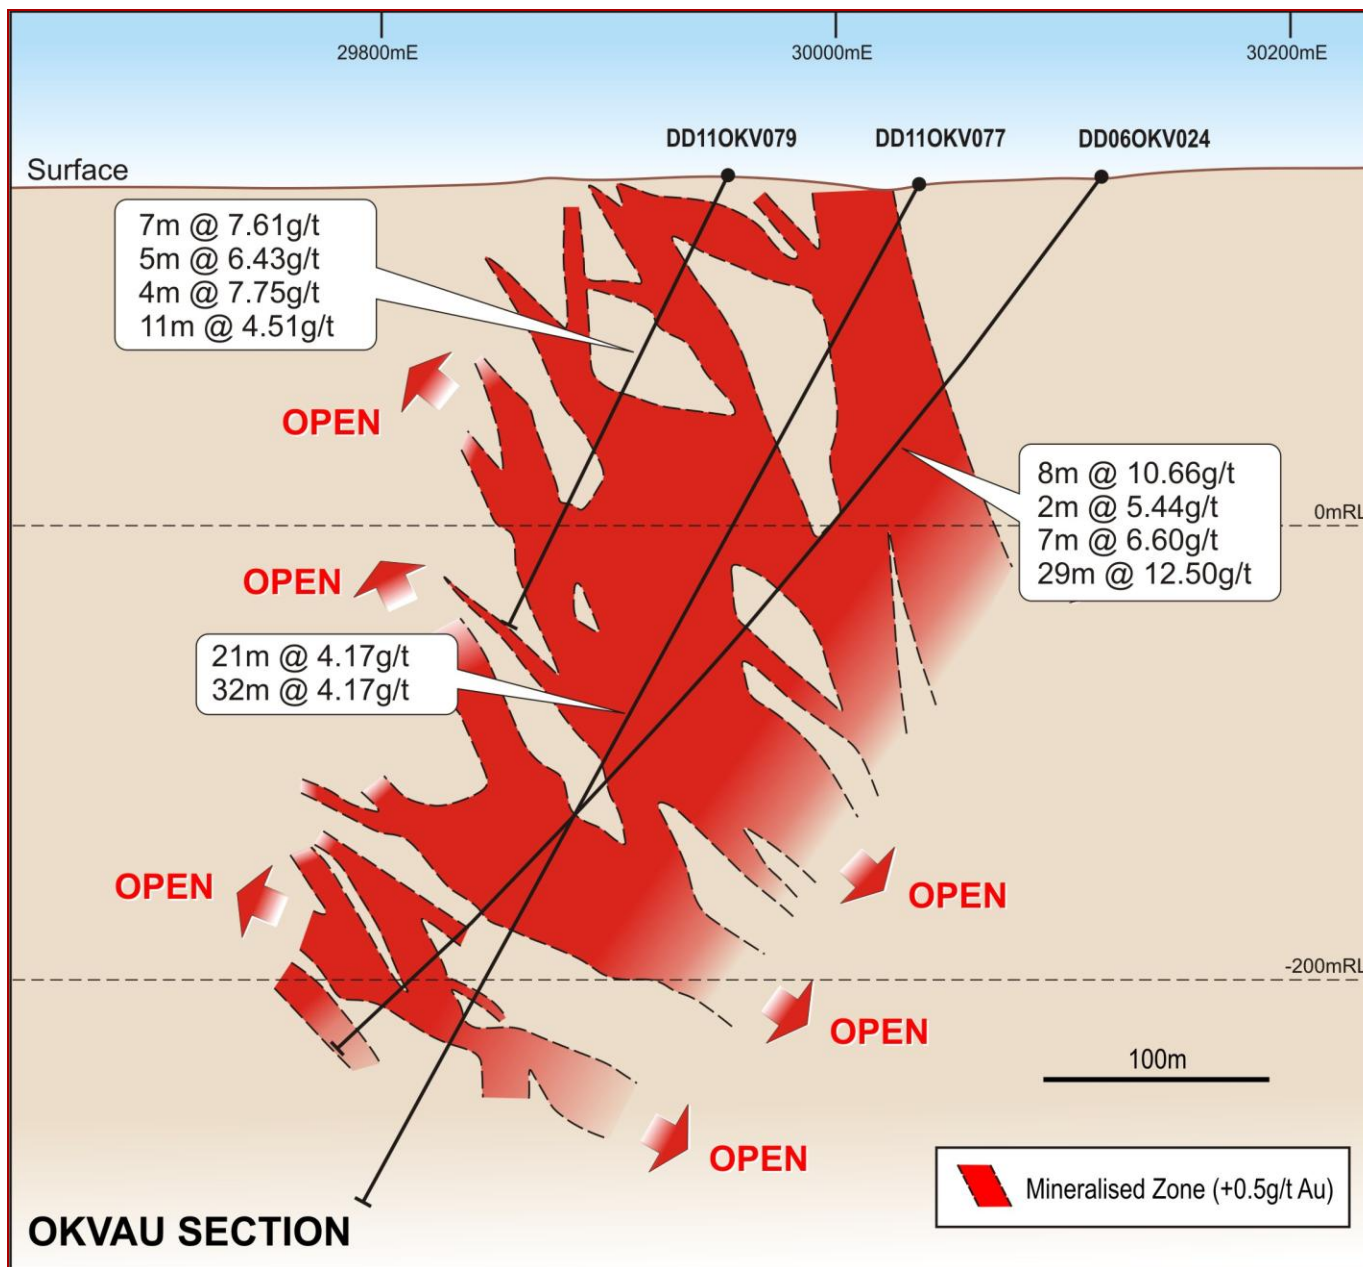 29800mE
30000mE
30200mE
DD11OKV079
DD11OKV077
DD06OKV024
Surface
7m @ 7.61g/t
5m @ 6.43g/t
4m @ 7.75g/t
11m @ 4.51g/t
OPEN
8m @ 10.66g/t
2m @ 5.44g/t
7m @ 6.60g/t
29m @ 12.50g/t
0mRL
OPEN
21m @ 4.17g/t
32m @ 4.17g/t
OPEN
OPEN
-200mRL
OPEN
100m
OPEN
Mineralised Zone (+0.5g/t Au)
OKVAU SECTION